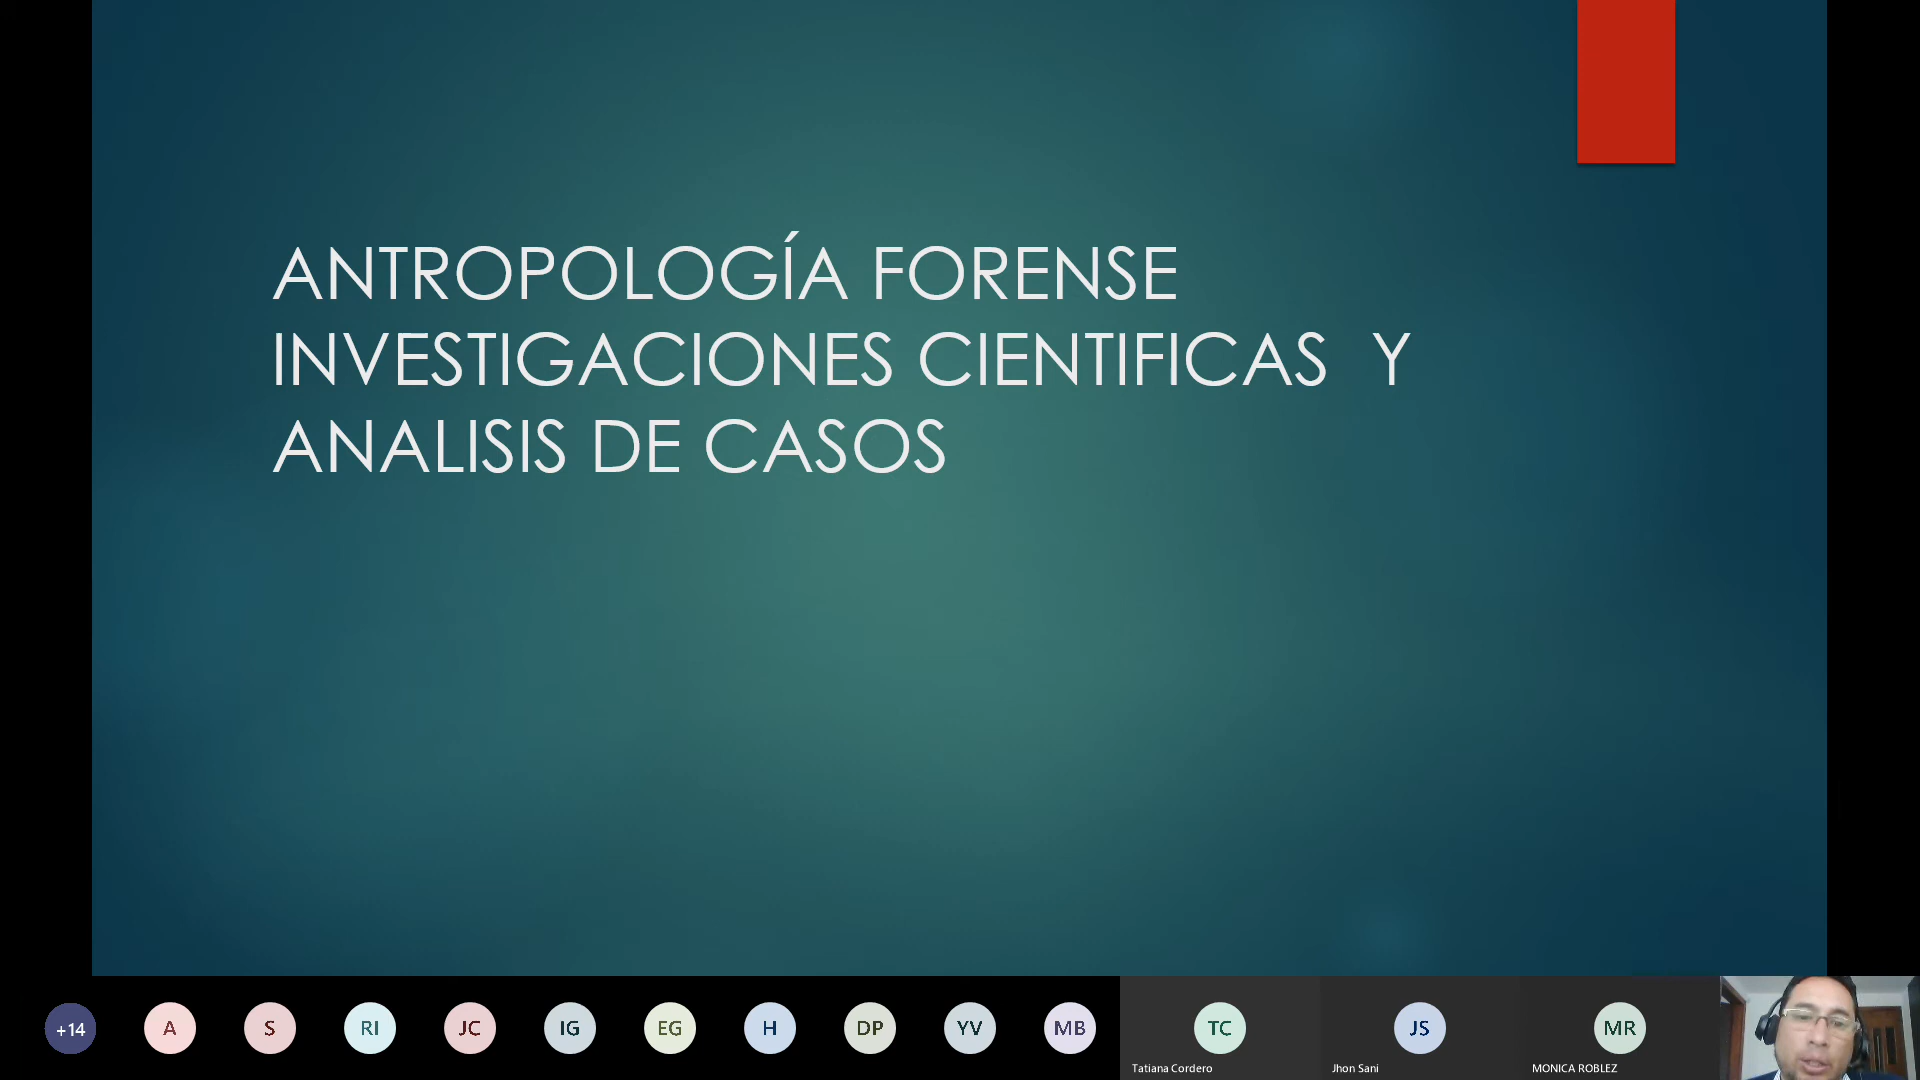 ANTROPOLOGÍA FORENSE
INVESTIGACIONES CIENTIFICAS  Y
ANALISIS DE CASOS
+14
A
S
RI
JC
IG
EG
H
DP
YV
MB
TC
JS
MR
Tatiana Cordero
Jhon Sani
MONICA ROBLEZ